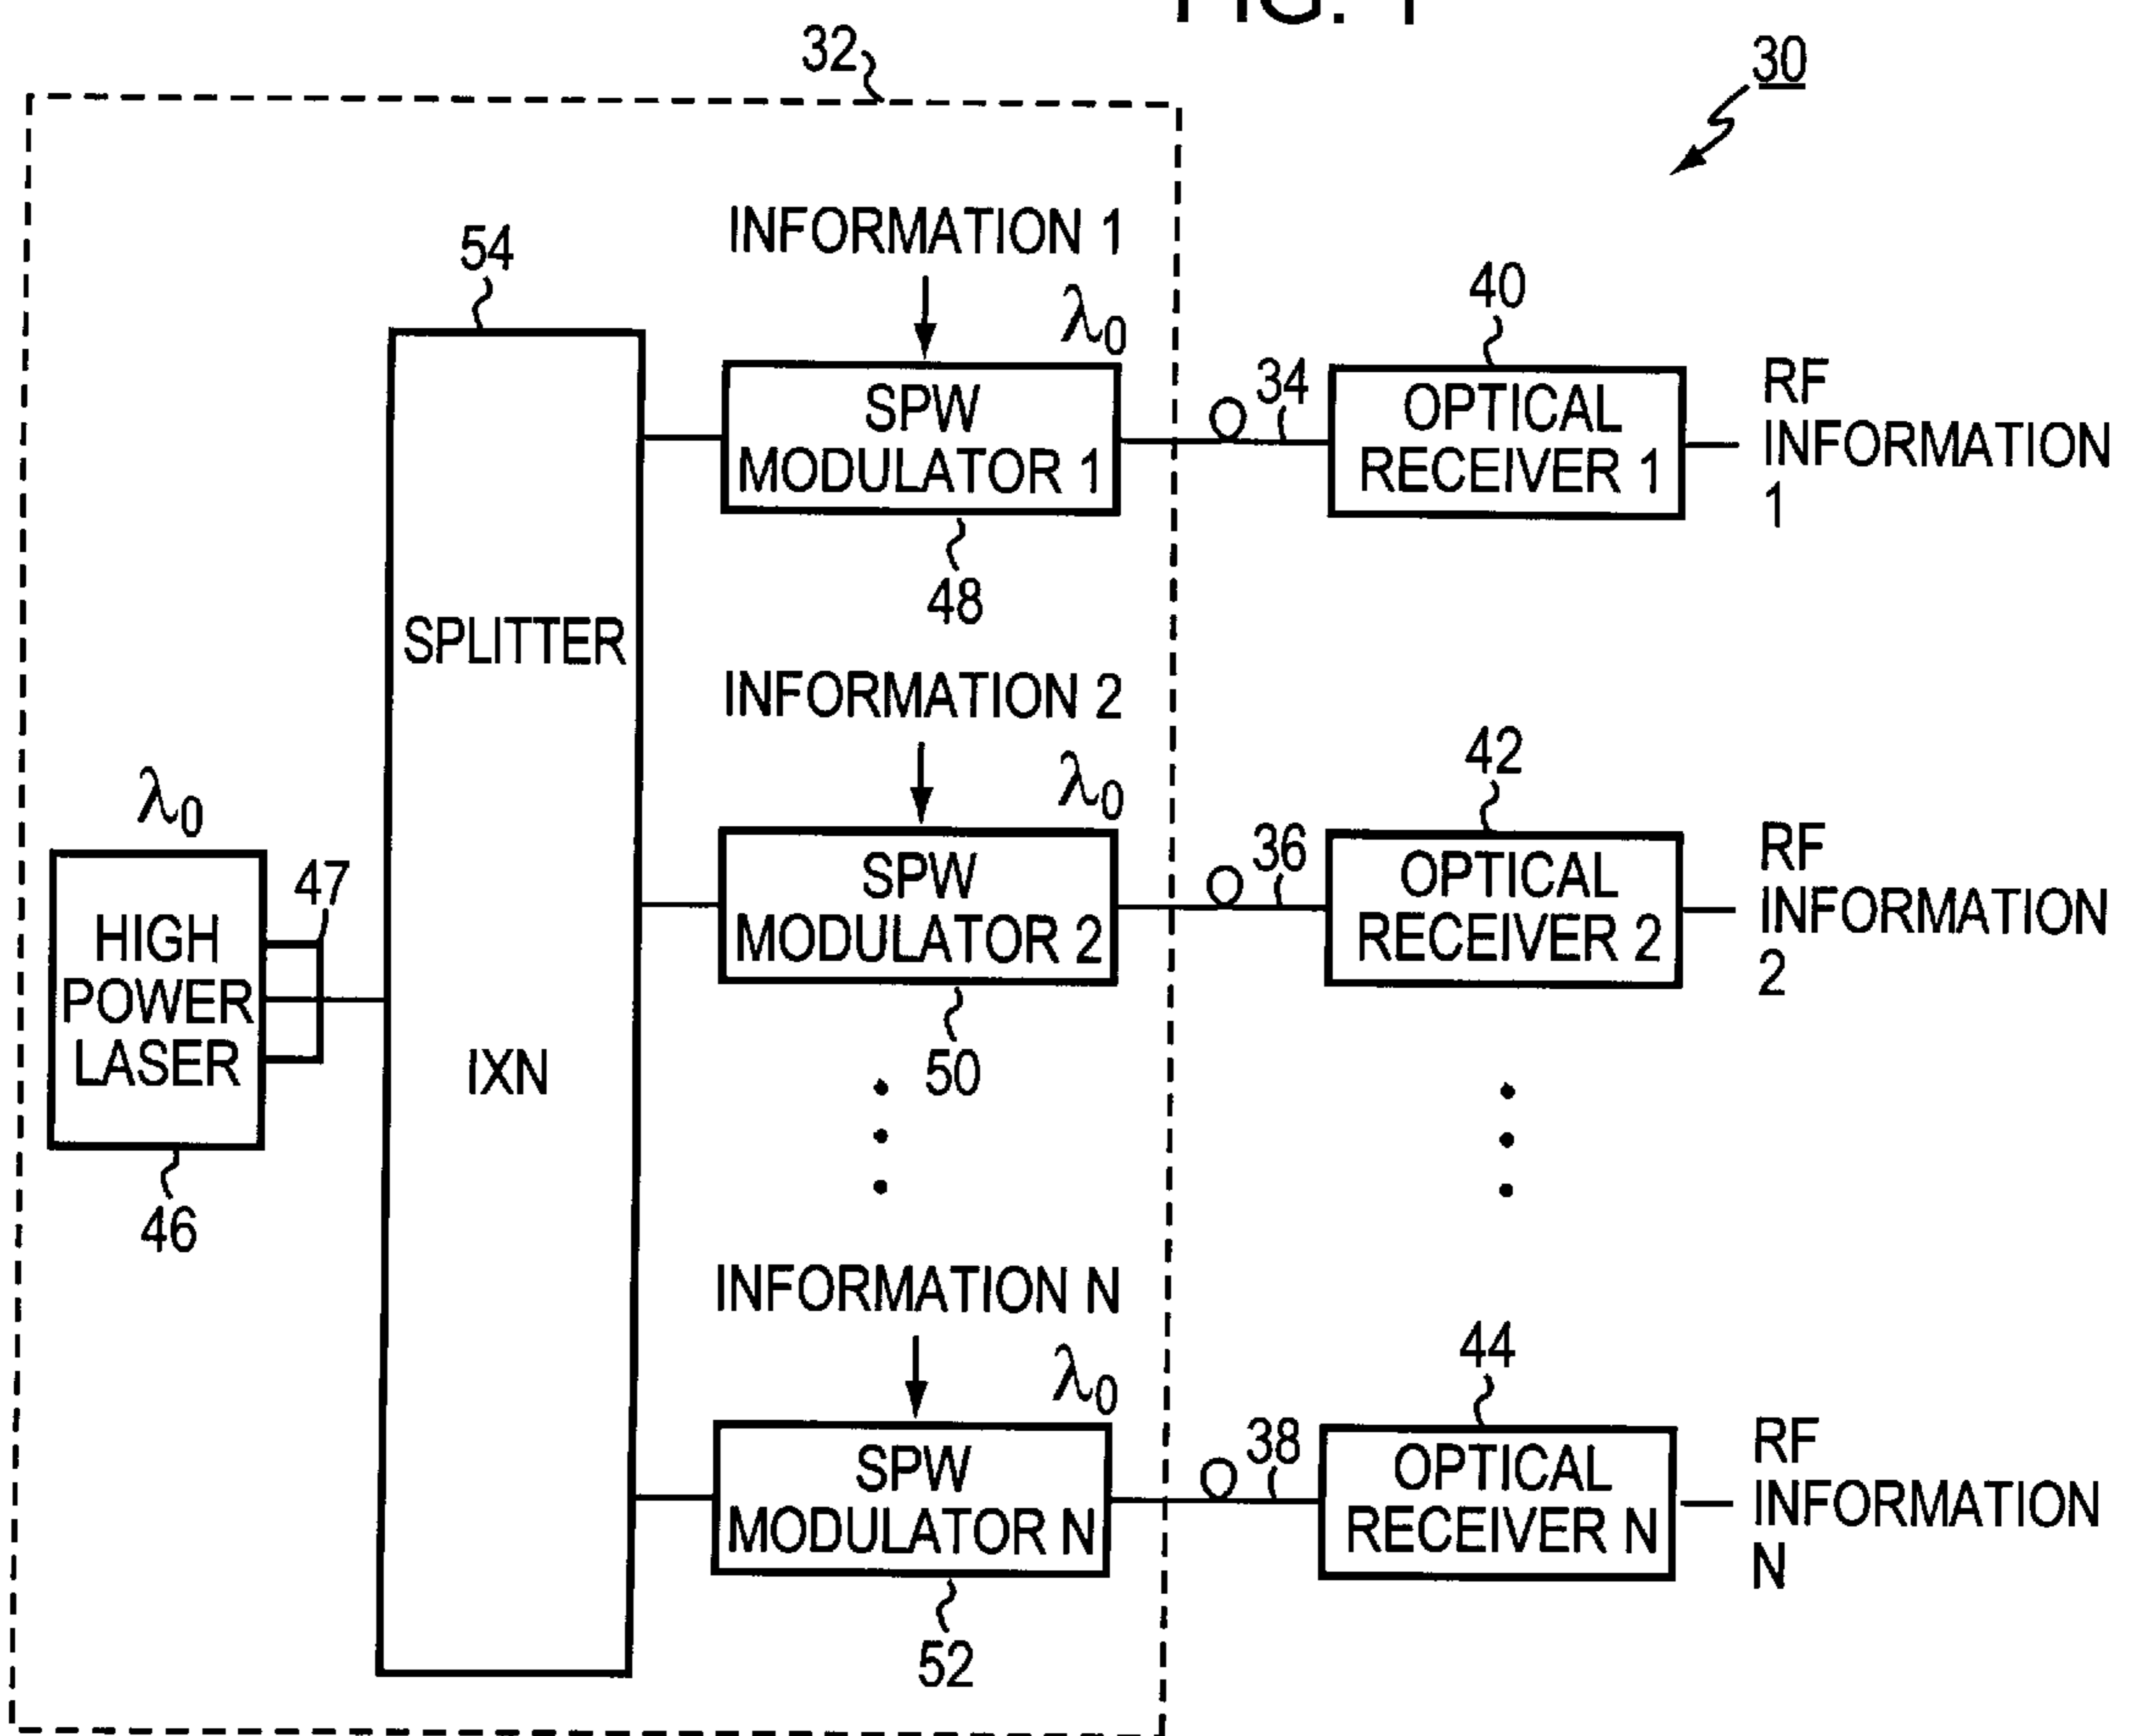 FIG. 1
32
30
INFORMATION 1
54
λ0
40
SPW
MODULATOR 1
34
OPTICAL
RECEIVER 1
RF
INFORMATION
1
48
SPLITTER
INFORMATION 2
λ0
42
λ0
SPW
MODULATOR 2
36
OPTICAL
RECEIVER 2
RF
INFORMATION
2
47
HIGH
POWER
LASER
IXN
50
46
INFORMATION N
λ0
44
SPW
MODULATOR N
38
OPTICAL
RECEIVER N
RF
INFORMATION
N
52